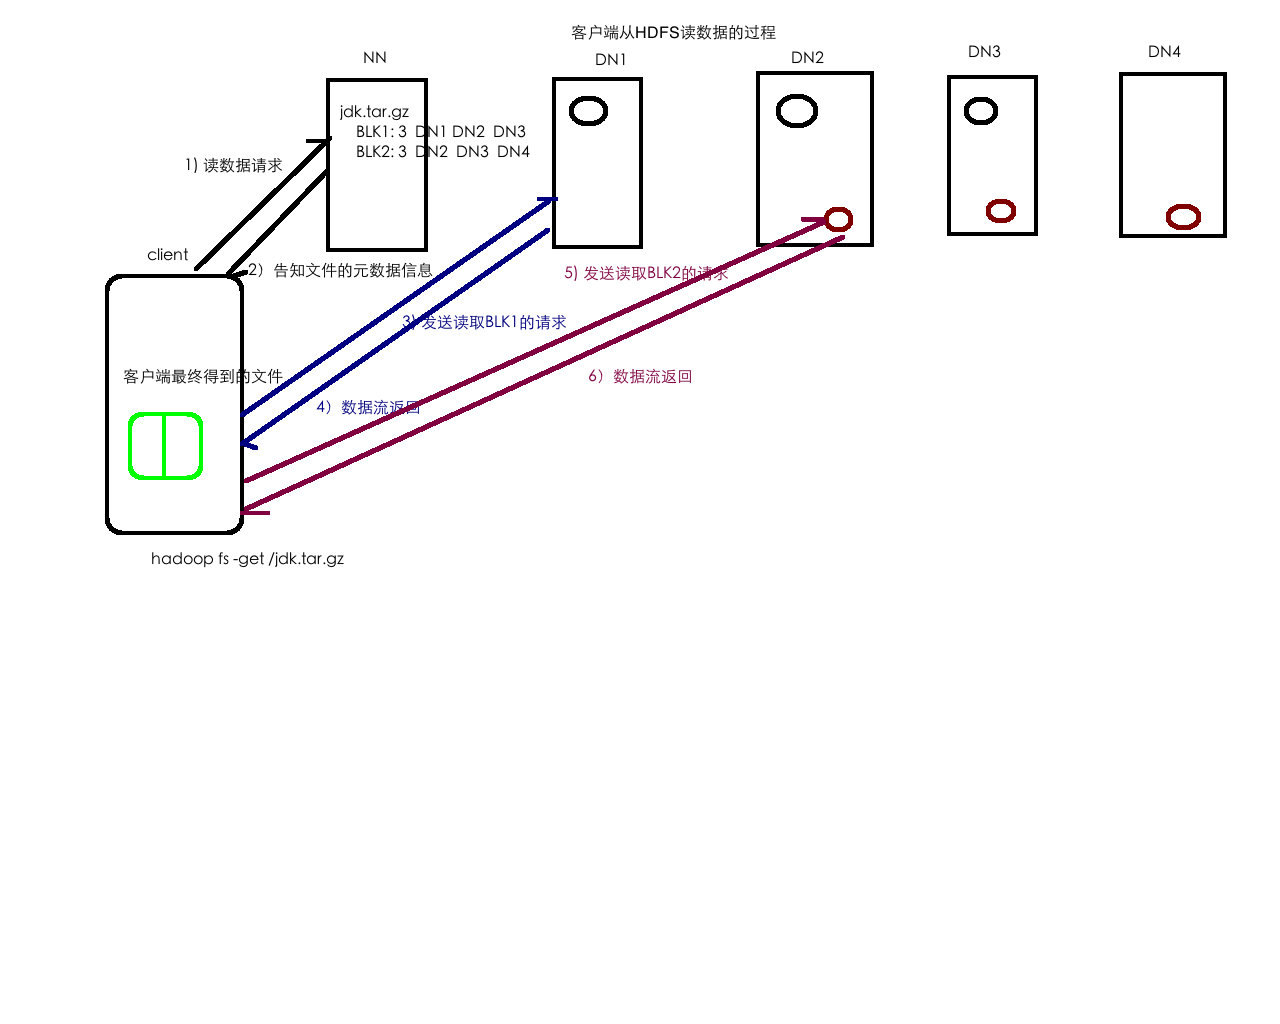 客户端从HDFS读数据的过程
NN
DN1
DN2
DN3
DN4
jdk.tar.gz
BLK1: 3 DN1 DN2 DN3
BLK2: 3 DN2 DN3 DN4
1) 读数据请求
client
2）告知文件的元数据信息
5) 发送读取BLK2的请求
3) 发送读取BLK1的请求
客户端最终得到的文件
6）数据流返回
4）数据流返回
hadoop fs -get /jdk.tar.gz